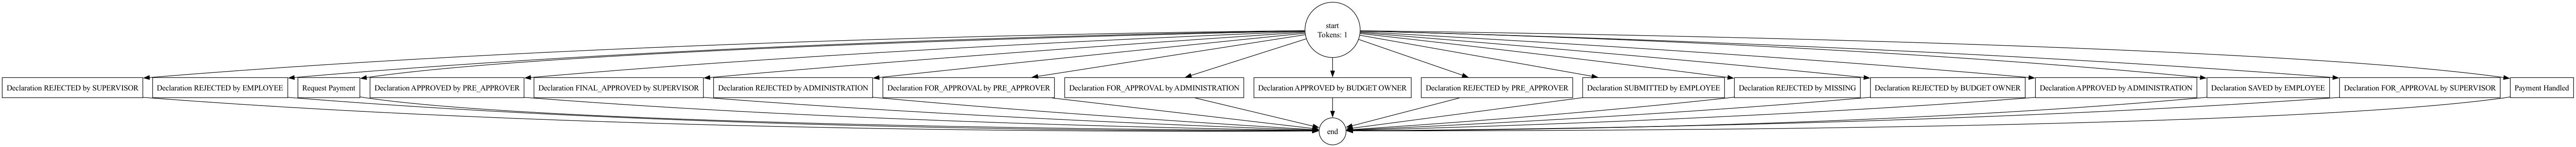 start
Tokens: 1
Declaration REJECTED by SUPERVISOR
Declaration REJECTED by EMPLOYEE
Request Payment
Declaration APPROVED by PRE_APPROVER
Declaration FINAL_APPROVED by SUPERVISOR
Declaration REJECTED by ADMINISTRATION
Declaration FOR_APPROVAL by PRE_APPROVER
Declaration FOR_APPROVAL by ADMINISTRATION
Declaration APPROVED by BUDGET OWNER
Declaration REJECTED by PRE_APPROVER
Declaration SUBMITTED by EMPLOYEE
Declaration REJECTED by MISSING
Declaration REJECTED by BUDGET OWNER
Declaration APPROVED by ADMINISTRATION
Declaration SAVED by EMPLOYEE
Declaration FOR_APPROVAL by SUPERVISOR
Payment Handled
end